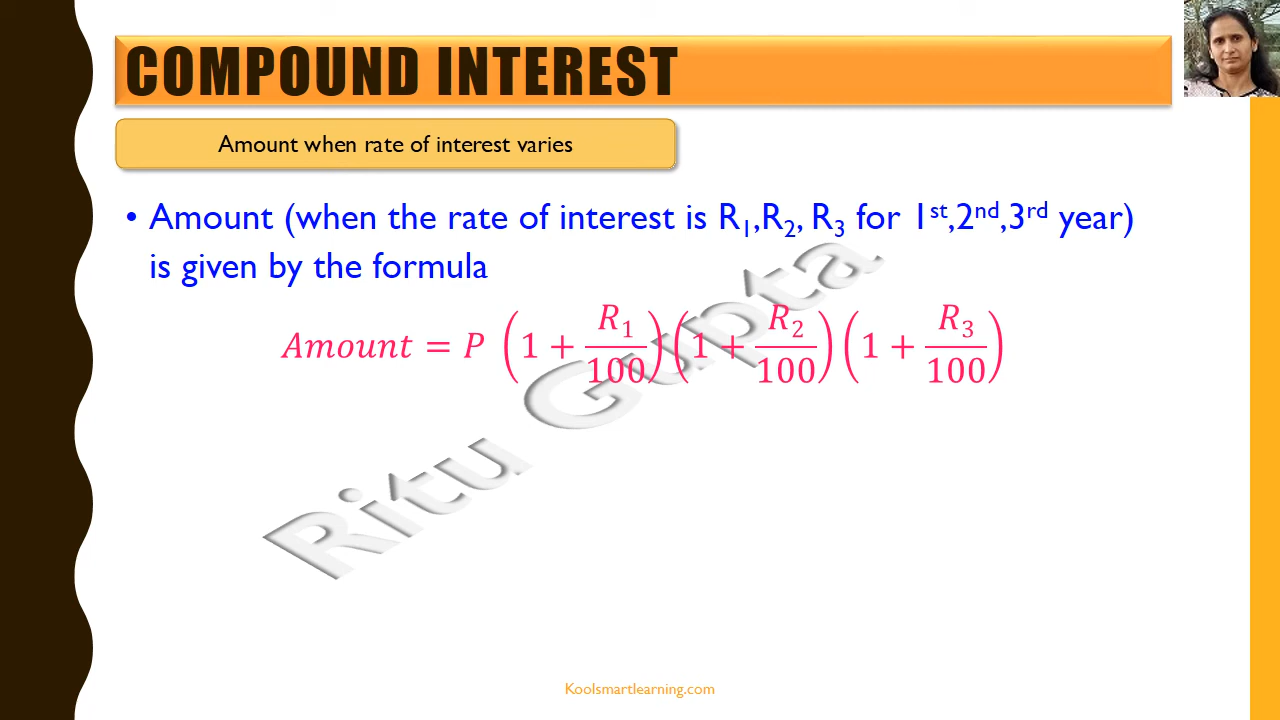 COMPOUND INTEREST
Amount when rate of interest varies
• Amount (when the rate of interest is R₁,R₂, R₃ for 1ˢᵗ,2ⁿᵈ,3ʳᵈ year)
is given by the formula
Amount = P (1 + R₁/100)(1 + R₂/100)(1 + R₃/100)
Ritu Gupta
Koolsmartlearning.com